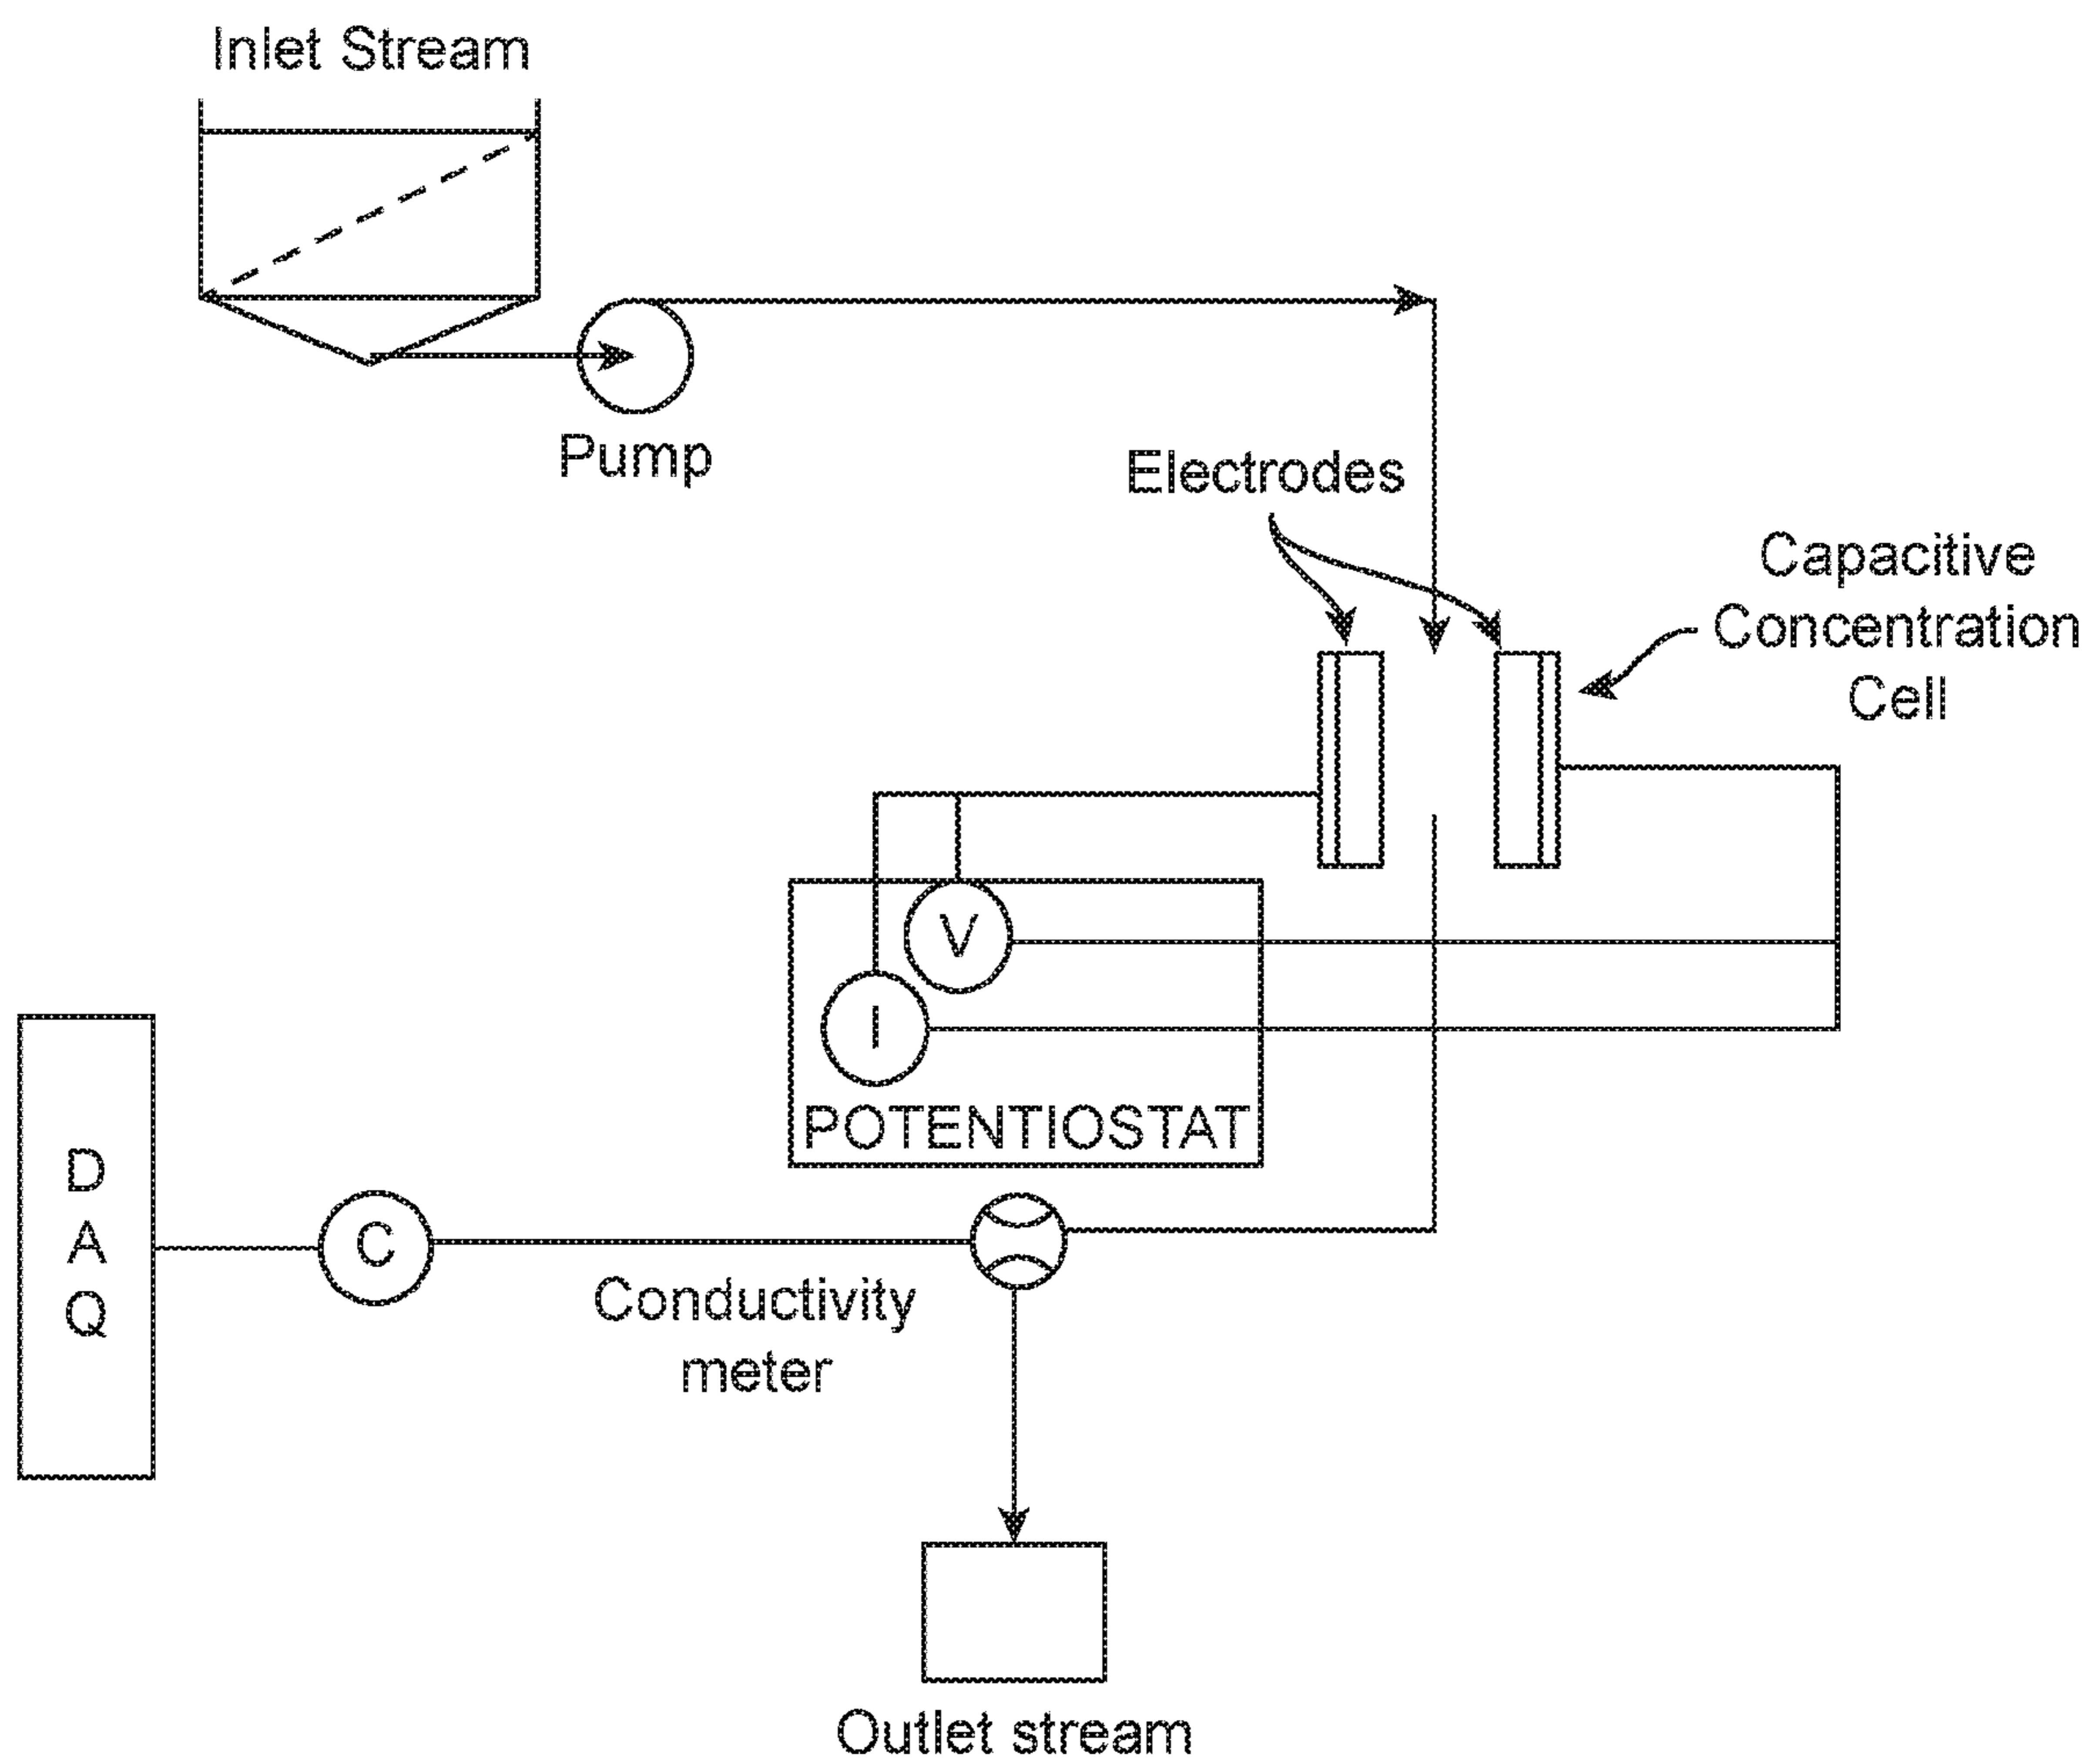 Inlet Stream
Pump
Electrodes
Capacitive
Concentration
Cell
V
I
POTENTIOSTAT
D
A
Q
C
Conductivity
meter
Outlet stream